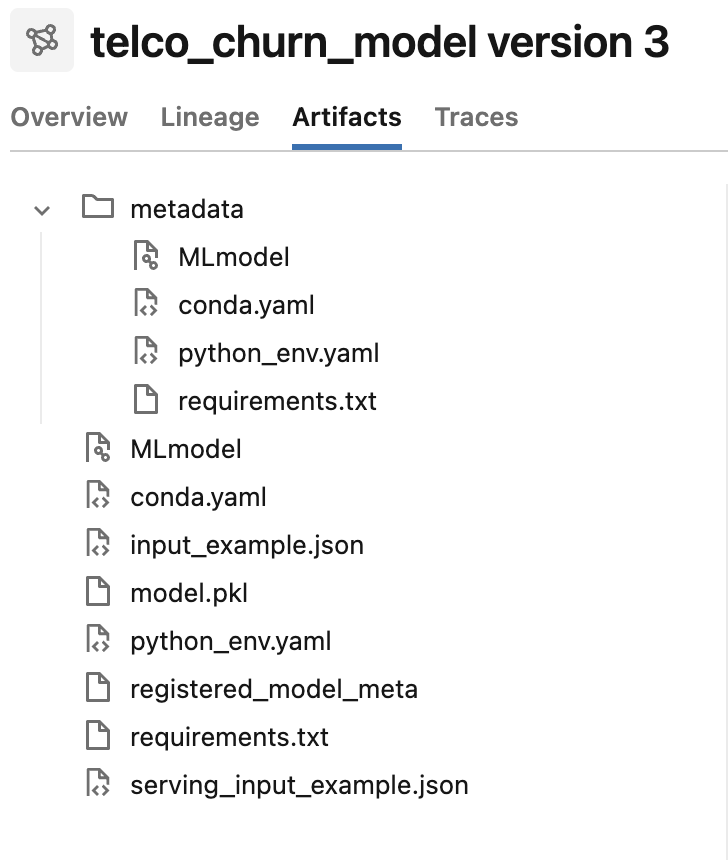 telco_churn_model version 3
Overview Lineage Artifacts Traces
metadata
MLmodel
conda.yaml
python_env.yaml
requirements.txt
MLmodel
conda.yaml
input_example.json
model.pkl
python_env.yaml
registered_model_meta
requirements.txt
serving_input_example.json